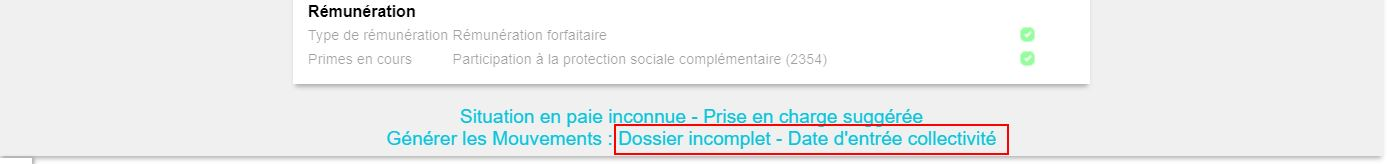 Rémunération
Type de rémunération Rémunération forfaitaire
Primes en cours Participation à la protection sociale complémentaire (2354)
Situation en paie inconnue - Prise en charge suggérée
Générer les Mouvements : Dossier incomplet - Date d'entrée collectivité